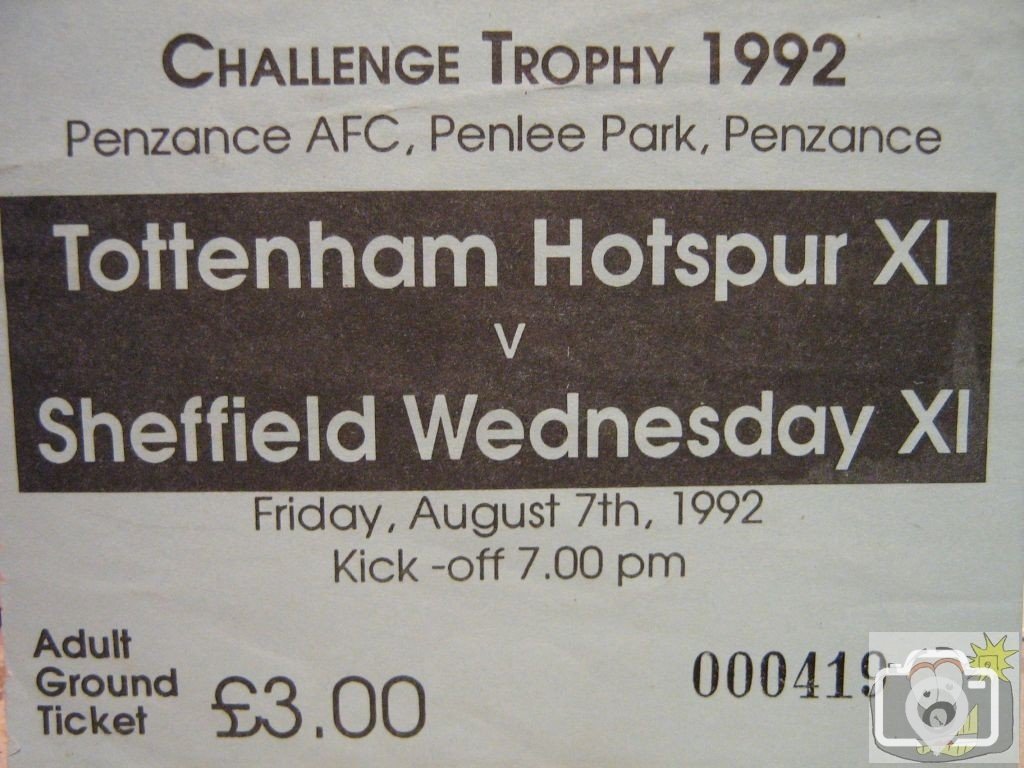 CHALLENGE TROPHY 1992
Penzance AFC, Penlee Park, Penzance
Tottenham Hotspur XI
v
Sheffield Wednesday XI
Friday, August 7th, 1992
Kick -off 7.00 pm
Adult
Ground
Ticket
£3.00
000419